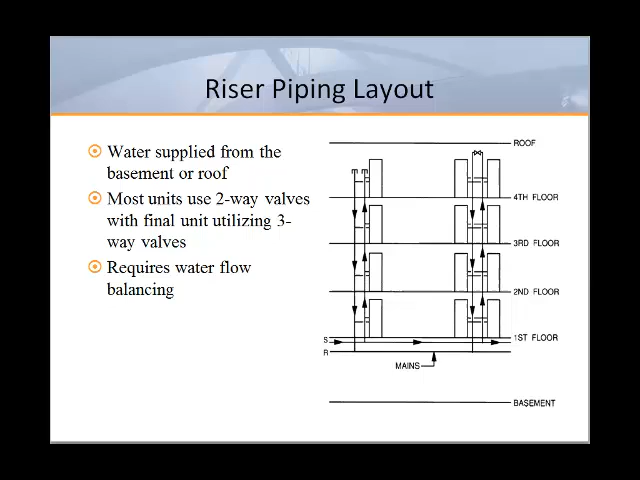 Riser Piping Layout
Water supplied from the
basement or roof
Most units use 2-way valves
with final unit utilizing 3-
way valves
Requires water flow
balancing
ROOF
4TH FLOOR
3RD FLOOR
2ND FLOOR
1ST FLOOR
S
R
MAINS
BASEMENT